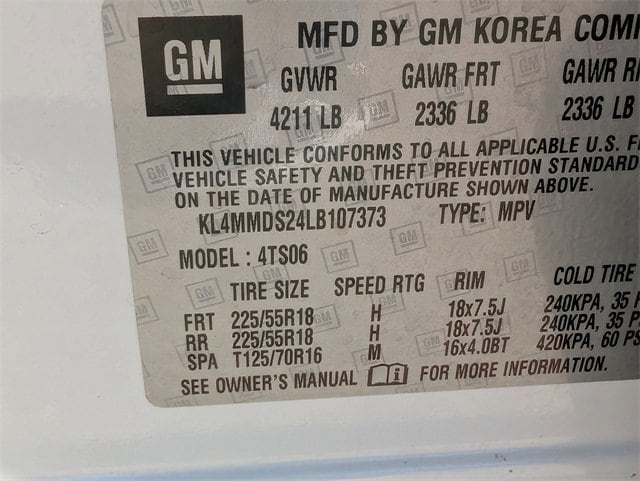 GM MFD BY GM KOREA
GVWR GAWR FRT GAWR
4211 LB 2336 LB 2336 LB
THIS VEHICLE CONFORMS TO ALL APPLICABLE U.S.
VEHICLE SAFETY AND THEFT PREVENTION STANDARD
ON THE DATE OF MANUFACTURE SHOWN ABOVE.
KL4MMDS24LB107373 TYPE: MPV
MODEL : 4TS06
TIRE SIZE SPEED RTG RIM COLD TIRE
FRT 225/55R18 H 18x7.5J 240KPA, 35
RR 225/55R18 H 18x7.5J 240KPA, 35
SPA T125/70R16 M 16x4.0BT 420KPA, 60
SEE OWNER'S MANUAL i FOR MORE INFORMATION.